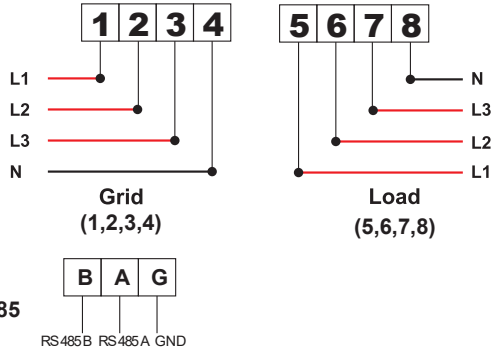 1 2 3 4
L1
L2
L3
N
Grid
(1,2,3,4)
5 6 7 8
N
L3
L2
L1
Load
(5,6,7,8)
B A G
85
RS485B RS485A GND